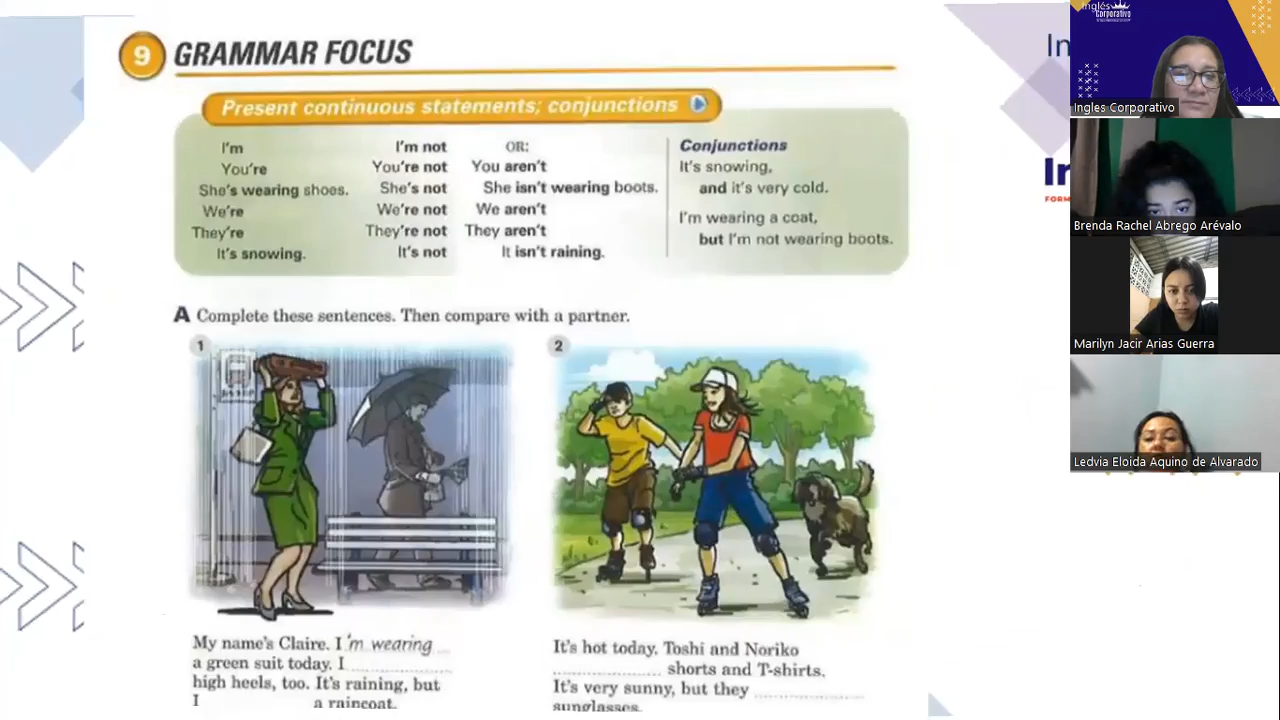 9 GRAMMAR FOCUS
Present continuous statements; conjunctions
I'm I'm not OR:
You're You're not You aren't
She's wearing shoes. She's not She isn't wearing boots.
We're We're not We aren't
They're They're not They aren't
It's snowing. It's not It isn't raining.
Conjunctions
It's snowing,
and it's very cold.
I'm wearing a coat,
but I'm not wearing boots.
A Complete these sentences. Then compare with a partner.
1
My name's Claire. I 'm wearing
a green suit today. I
high heels, too. It's raining, but
I a raincoat.
2
It's hot today. Toshi and Noriko
shorts and T-shirts.
It's very sunny, but they
sunglasses.
In
In
FORM
Inglés
Corporativo
Ingles Corporativo
Brenda Rachel Abrego Arévalo
Marilyn Jacir Arias Guerra
Ledvia Eloida Aquino de Alvarado